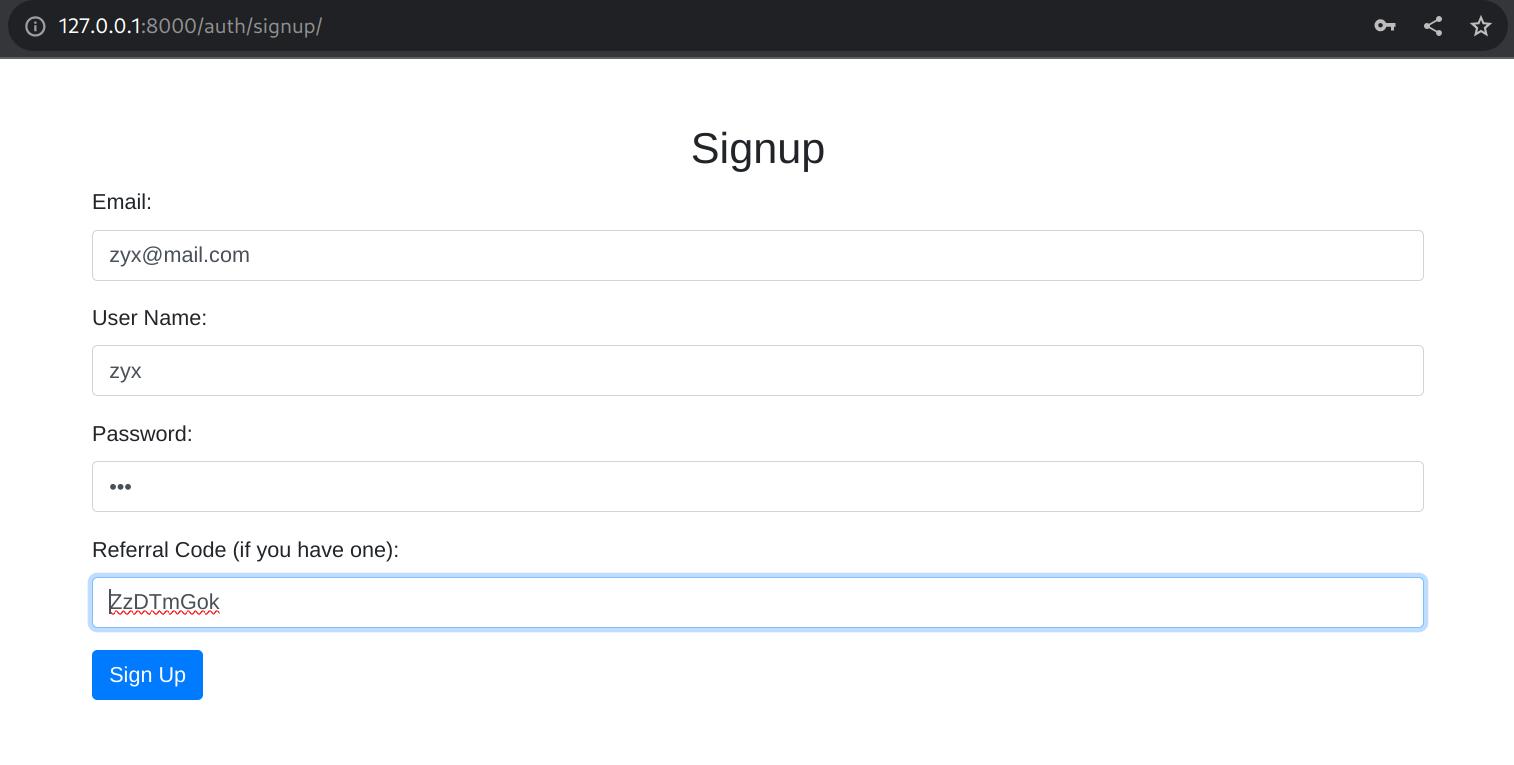 127.0.0.1:8000/auth/signup/
Signup
Email:
zyx@mail.com
User Name:
zyx
Password:
•••
Referral Code (if you have one):
ZzDTmGok
Sign Up